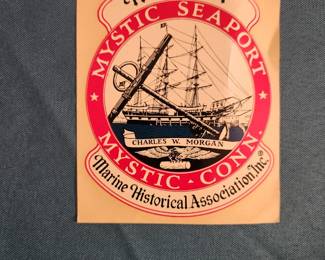 MYSTIC SEAPORT
CHARLES W. MORGAN
MYSTIC - CONN.
Marine Historical Association, Inc.®